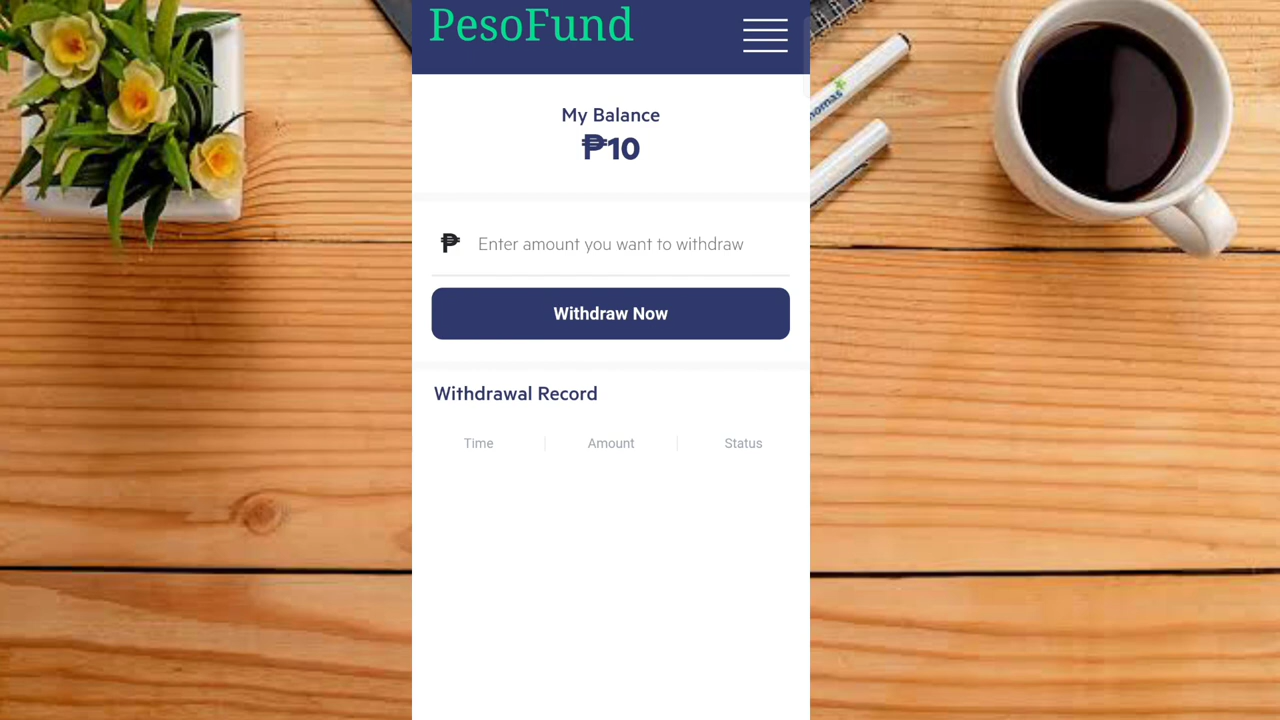 PesoFund
My Balance
₱10
₱ Enter amount you want to withdraw
Withdraw Now
Withdrawal Record
Time Amount Status